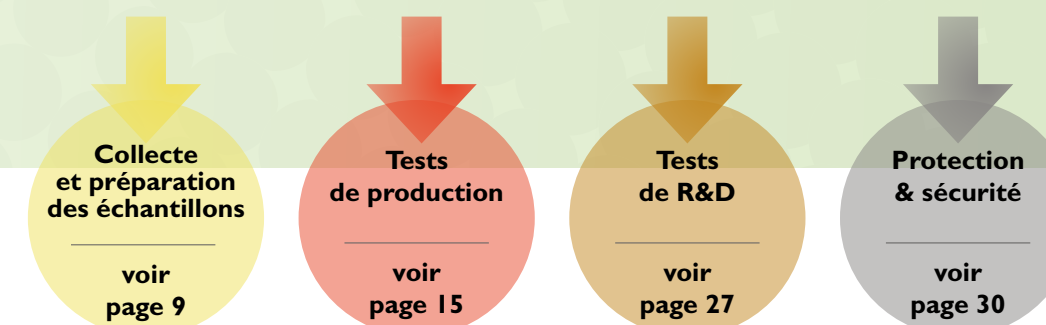 Collecte
et préparation
des échantillons
voir
page 9
Tests
de production
voir
page 15
Tests
de R&D
voir
page 27
Protection
& sécurité
voir
page 30